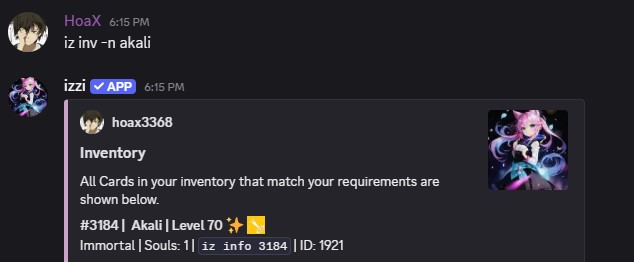 HoaX 6:15 PM
iz inv -n akali
izzi ✓ APP 6:15 PM
hoax3368
Inventory
All Cards in your inventory that match your requirements are
shown below.
#3184 | Akali | Level 70 ✨
Immortal | Souls: 1 | iz info 3184 | ID: 1921